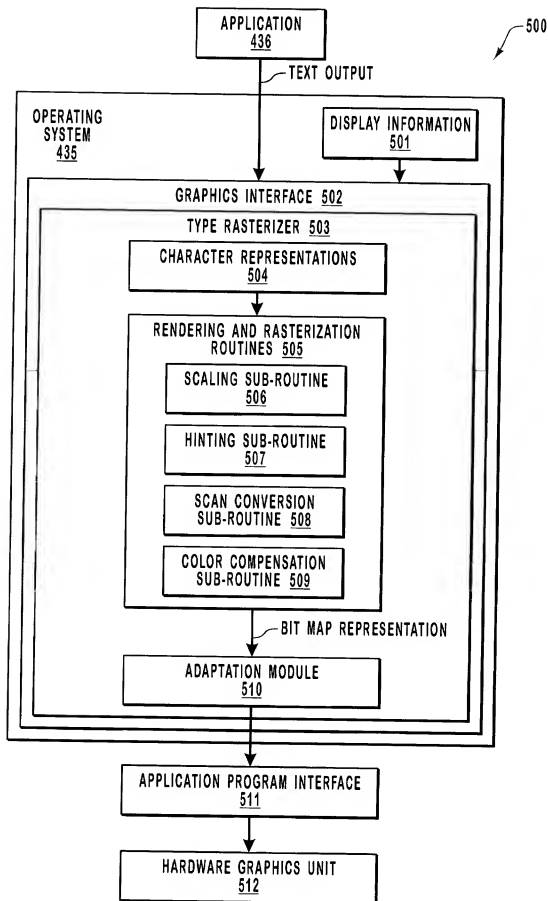 500
APPLICATION
436
TEXT OUTPUT
OPERATING
SYSTEM
435
DISPLAY INFORMATION
501
GRAPHICS INTERFACE 502
TYPE RASTERIZER 503
CHARACTER REPRESENTATIONS
504
RENDERING AND RASTERIZATION
ROUTINES 505
SCALING SUB-ROUTINE
506
HINTING SUB-ROUTINE
507
SCAN CONVERSION
SUB-ROUTINE 508
COLOR COMPENSATION
SUB-ROUTINE 509
BIT MAP REPRESENTATION
ADAPTATION MODULE
510
APPLICATION PROGRAM INTERFACE
511
HARDWARE GRAPHICS UNIT
512